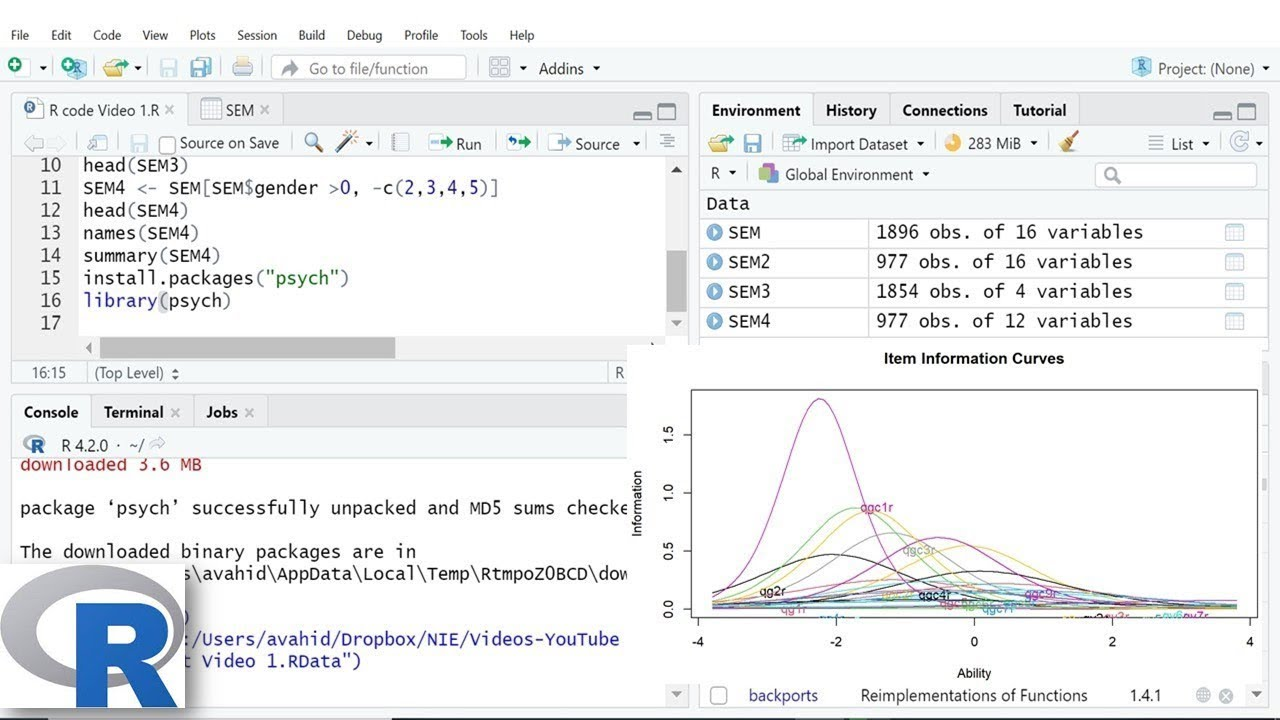 File Edit Code View Plots Session Build Debug Profile Tools Help
Go to file/function Addins Project: (None)
R code Video 1.R SEM
Source on Save Run Source
10 head(SEM3)
11 SEM4 <- SEM[SEM$gender >0, -c(2,3,4,5)]
12 head(SEM4)
13 names(SEM4)
14 summary(SEM4)
15 install.packages("psych")
16 library(psych)
17
16:15 (Top Level) R
Console Terminal Jobs
R 4.2.0 · ~/
downloaded 3.6 MB
package ‘psych’ successfully unpacked and MD5 sums checke
The downloaded binary packages are in
s\avahid\AppData\Local\Temp\RtmpoZ0BCD\dow
)
:/Users/avahid/Dropbox/NIE/Videos-YouTube
t Video 1.RData")
R
Environment History Connections Tutorial
Import Dataset 283 MiB List
R Global Environment
Data
SEM 1896 obs. of 16 variables
SEM2 977 obs. of 16 variables
SEM3 1854 obs. of 4 variables
SEM4 977 obs. of 12 variables
Item Information Curves
Information
1.5
1.0
0.5
0.0
qgc1r
qgc3r
qg2r
qgc4r
qgc9r
qg1r
-4 -2 0 2 4
Ability
backports Reimplementations of Functions 1.4.1